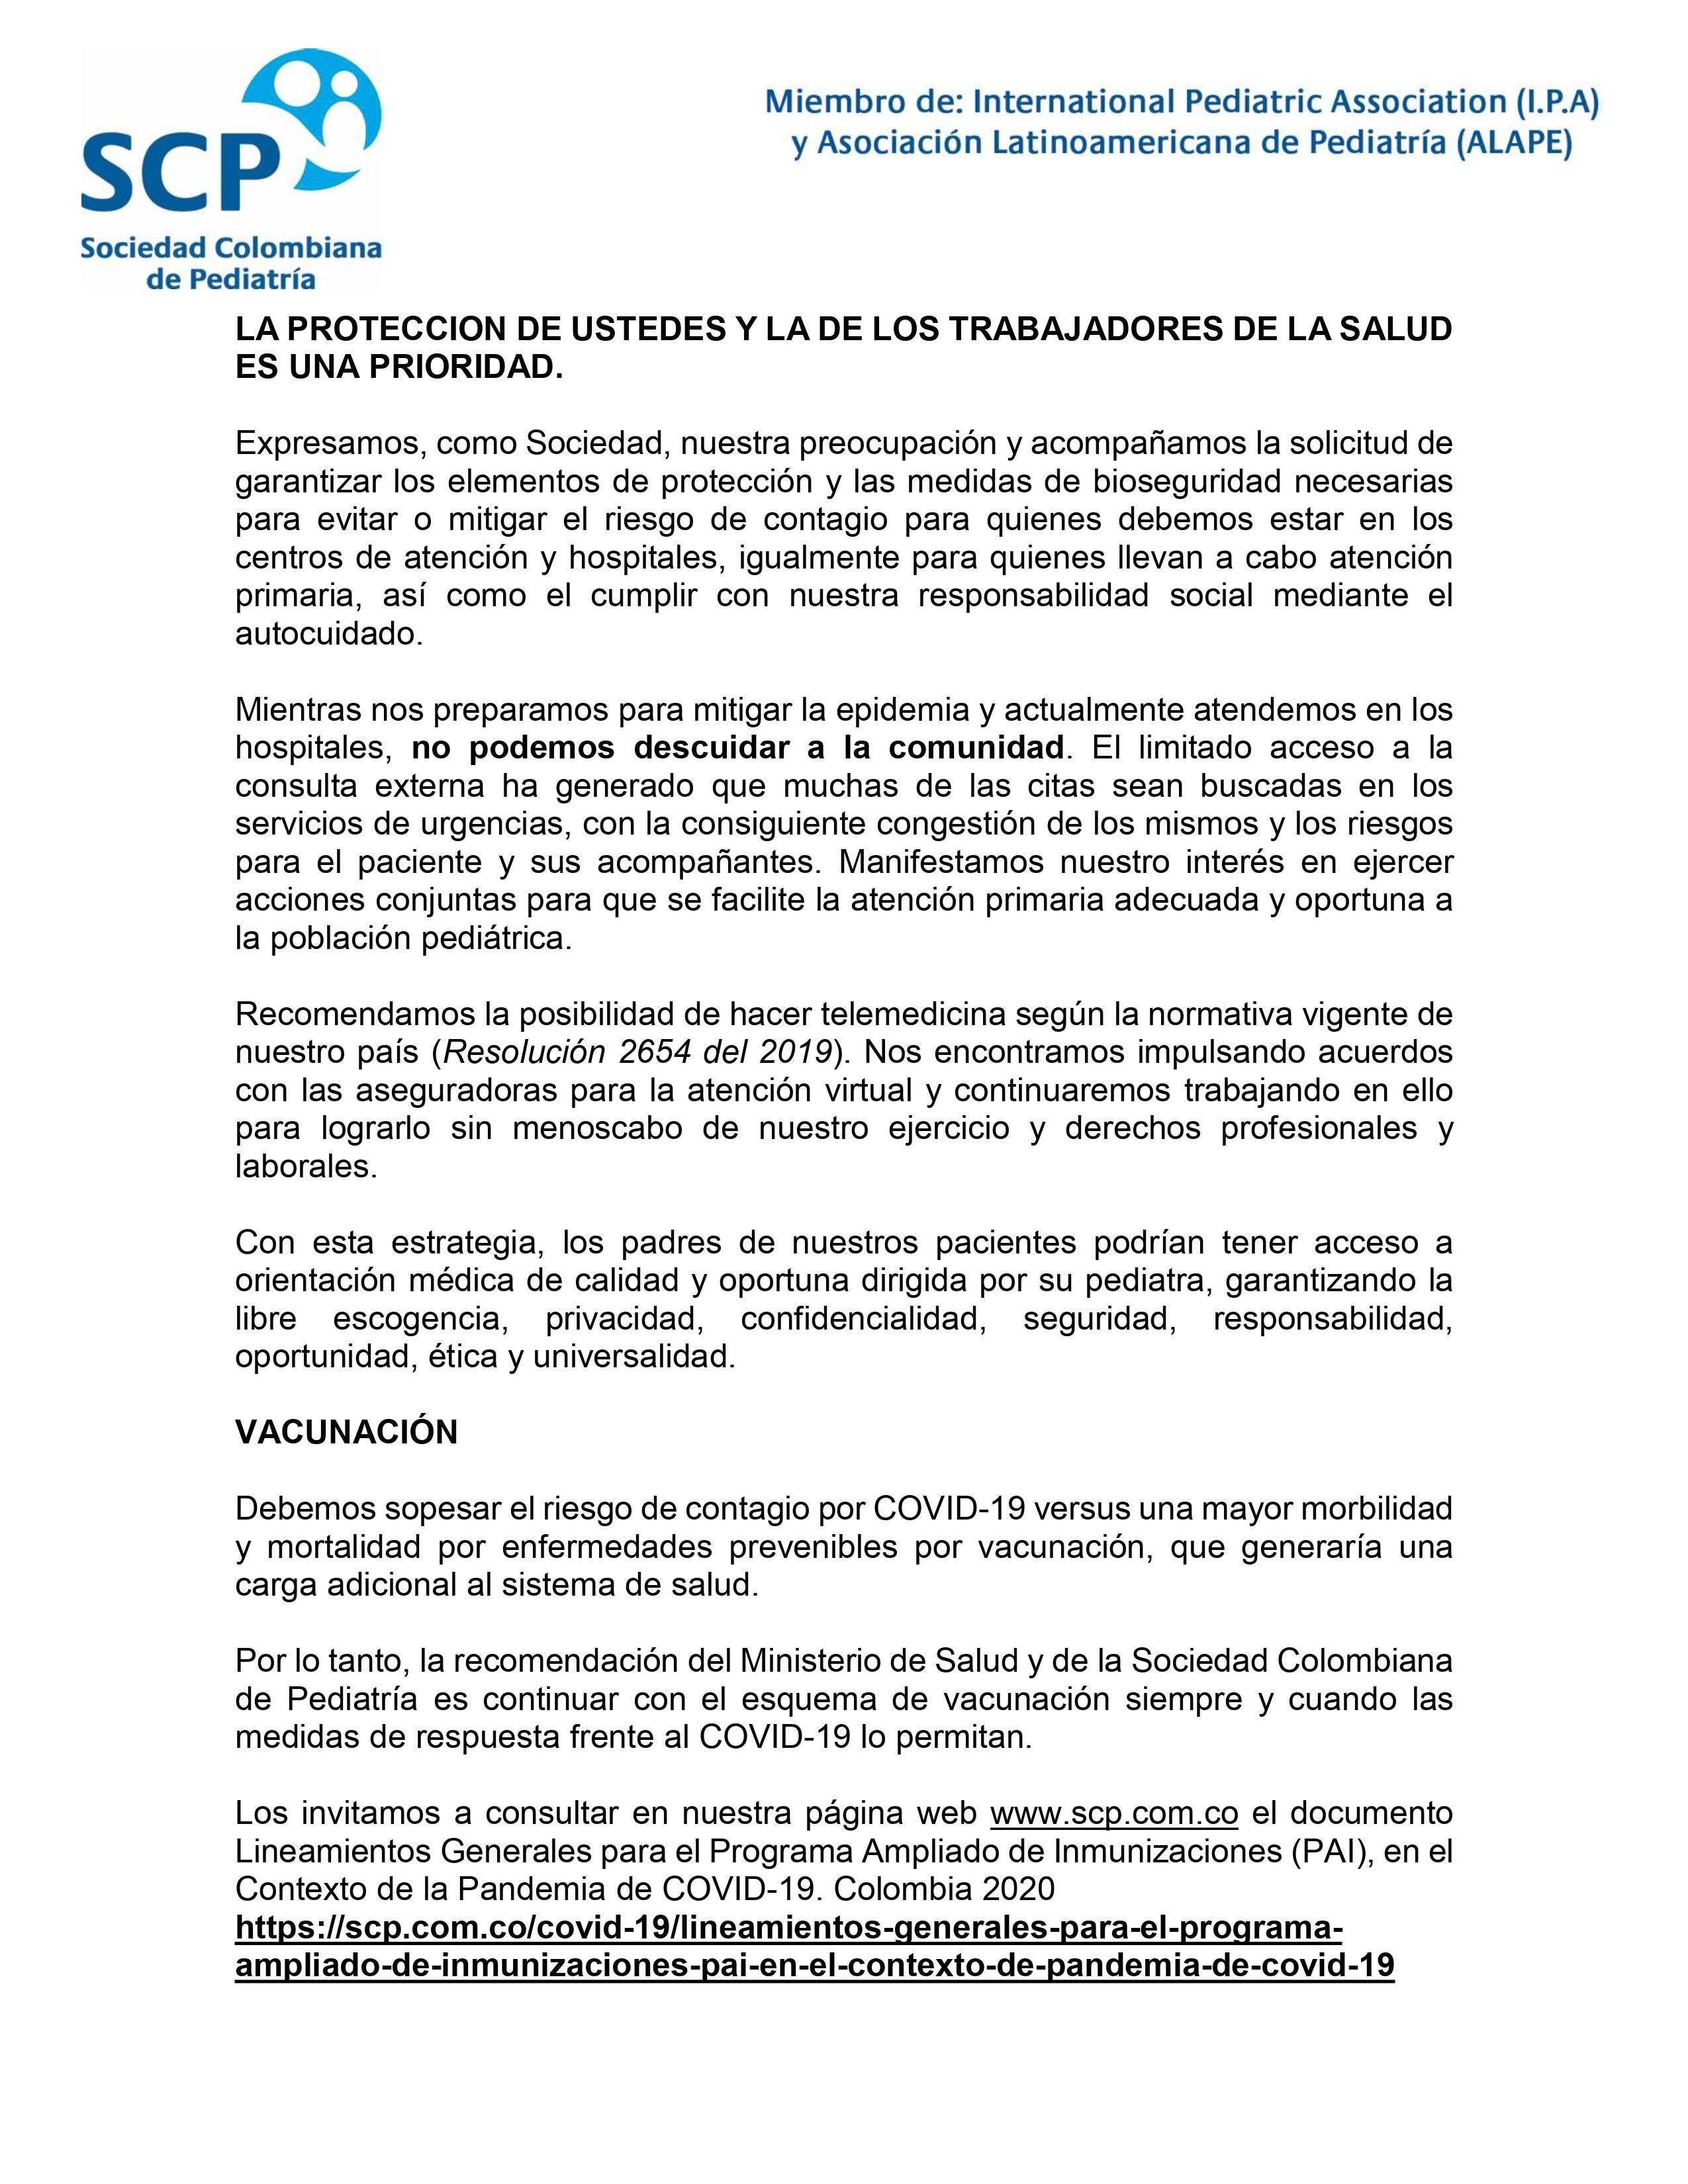 SCP
Sociedad Colombiana
de Pediatría
Miembro de: International Pediatric Association (I.P.A)
y Asociación Latinoamericana de Pediatría (ALAPE)
LA PROTECCION DE USTEDES Y LA DE LOS TRABAJADORES DE LA SALUD
ES UNA PRIORIDAD.
Expresamos, como Sociedad, nuestra preocupación y acompañamos la solicitud de
garantizar los elementos de protección y las medidas de bioseguridad necesarias
para evitar o mitigar el riesgo de contagio para quienes debemos estar en los
centros de atención y hospitales, igualmente para quienes llevan a cabo atención
primaria, así como el cumplir con nuestra responsabilidad social mediante el
autocuidado.
Mientras nos preparamos para mitigar la epidemia y actualmente atendemos en los
hospitales, no podemos descuidar a la comunidad. El limitado acceso a la
consulta externa ha generado que muchas de las citas sean buscadas en los
servicios de urgencias, con la consiguiente congestión de los mismos y los riesgos
para el paciente y sus acompañantes. Manifestamos nuestro interés en ejercer
acciones conjuntas para que se facilite la atención primaria adecuada y oportuna a
la población pediátrica.
Recomendamos la posibilidad de hacer telemedicina según la normativa vigente de
nuestro país (Resolución 2654 del 2019). Nos encontramos impulsando acuerdos
con las aseguradoras para la atención virtual y continuaremos trabajando en ello
para lograrlo sin menoscabo de nuestro ejercicio y derechos profesionales y
laborales.
Con esta estrategia, los padres de nuestros pacientes podrían tener acceso a
orientación médica de calidad y oportuna dirigida por su pediatra, garantizando la
libre escogencia, privacidad, confidencialidad, seguridad, responsabilidad,
oportunidad, ética y universalidad.
VACUNACIÓN
Debemos sopesar el riesgo de contagio por COVID-19 versus una mayor morbilidad
y mortalidad por enfermedades prevenibles por vacunación, que generaría una
carga adicional al sistema de salud.
Por lo tanto, la recomendación del Ministerio de Salud y de la Sociedad Colombiana
de Pediatría es continuar con el esquema de vacunación siempre y cuando las
medidas de respuesta frente al COVID-19 lo permitan.
Los invitamos a consultar en nuestra página web www.scp.com.co el documento
Lineamientos Generales para el Programa Ampliado de Inmunizaciones (PAI), en el
Contexto de la Pandemia de COVID-19. Colombia 2020
https://scp.com.co/covid-19/lineamientos-generales-para-el-programa-
ampliado-de-inmunizaciones-pai-en-el-contexto-de-pandemia-de-covid-19